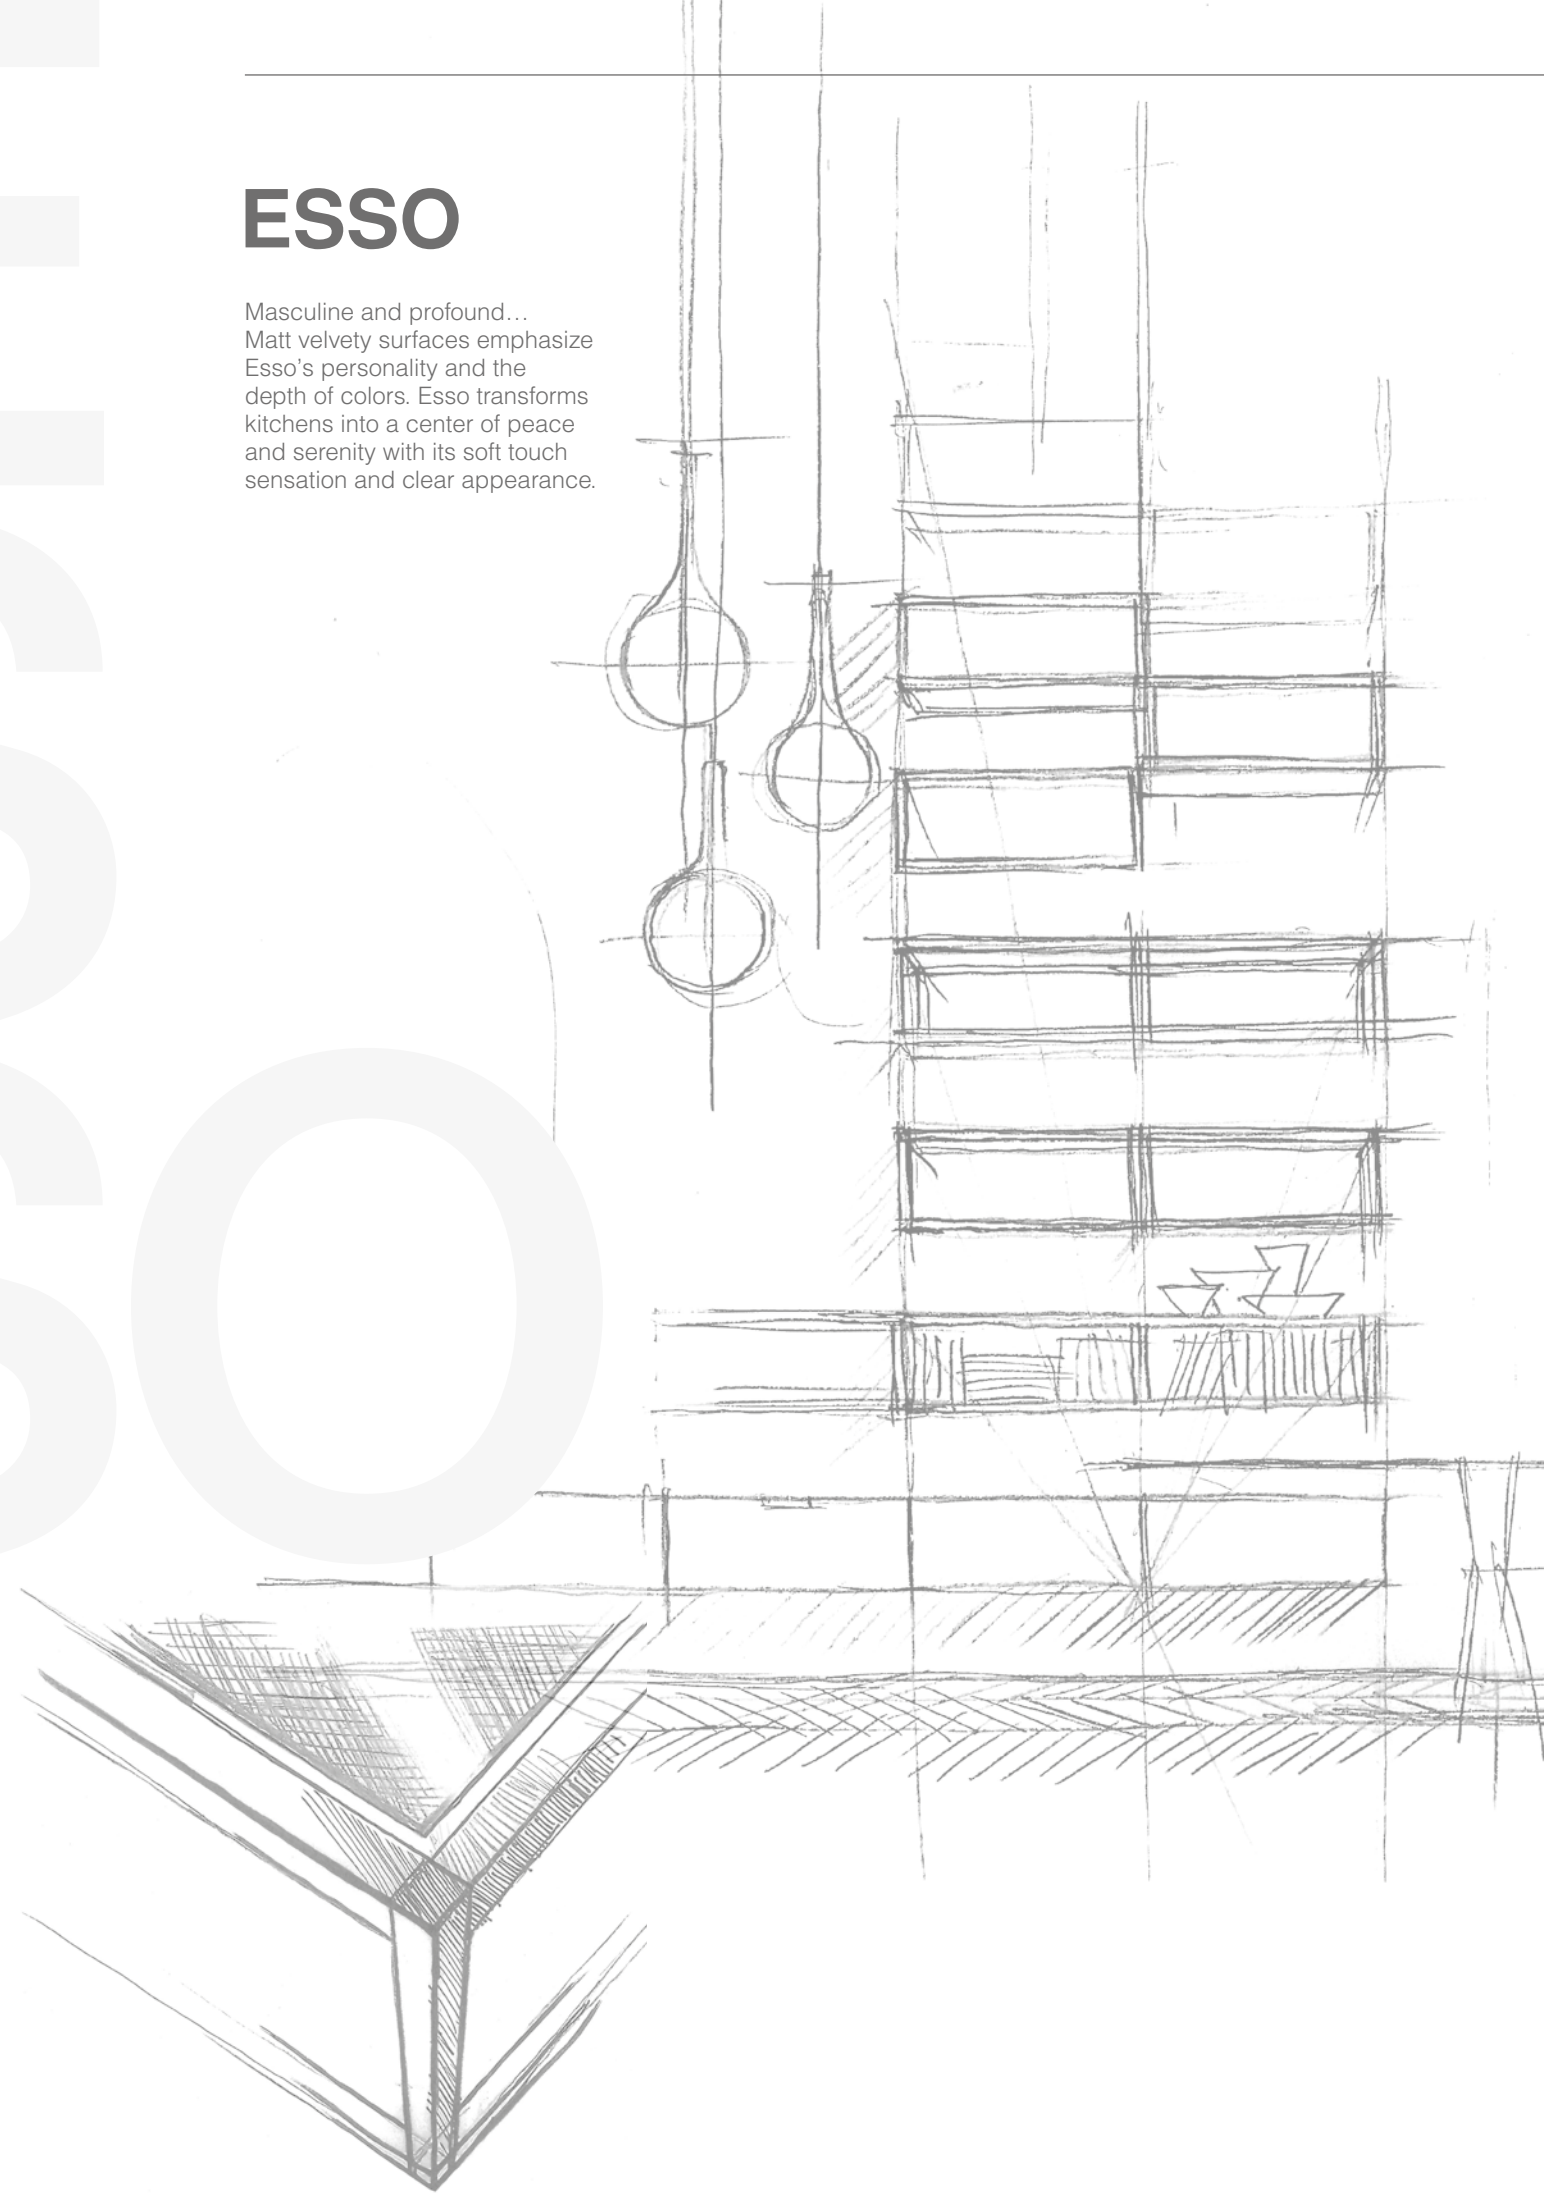 ESSO
Masculine and profound…
Matt velvety surfaces emphasize
Esso’s personality and the
depth of colors. Esso transforms
kitchens into a center of peace
and serenity with its soft touch
sensation and clear appearance.
ESSO